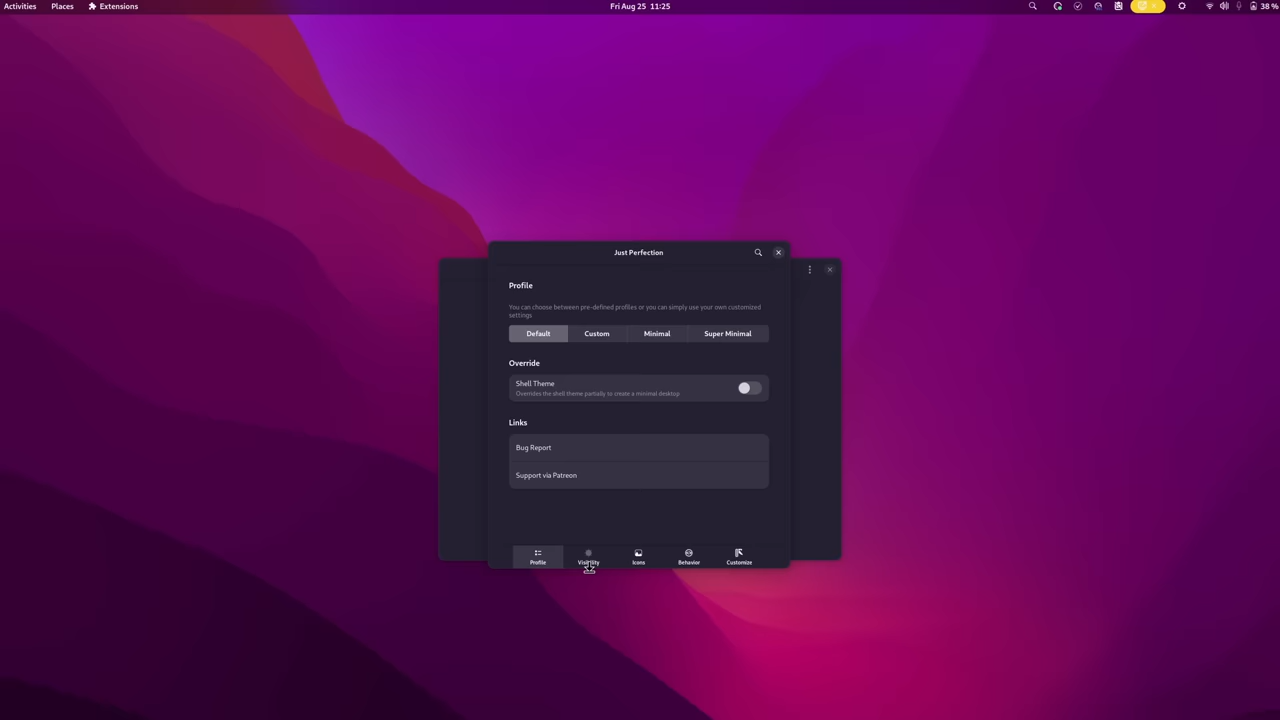 Activities Places Extensions Fri Aug 25 11:25 38 %
Just Perfection
Profile
You can choose between pre-defined profiles or you can simply use your own customized
settings
Default Custom Minimal Super Minimal
Override
Shell Theme
Overrides the shell theme partially to create a minimal desktop
Links
Bug Report
Support via Patreon
Profile Visibility Icons Behavior Customize